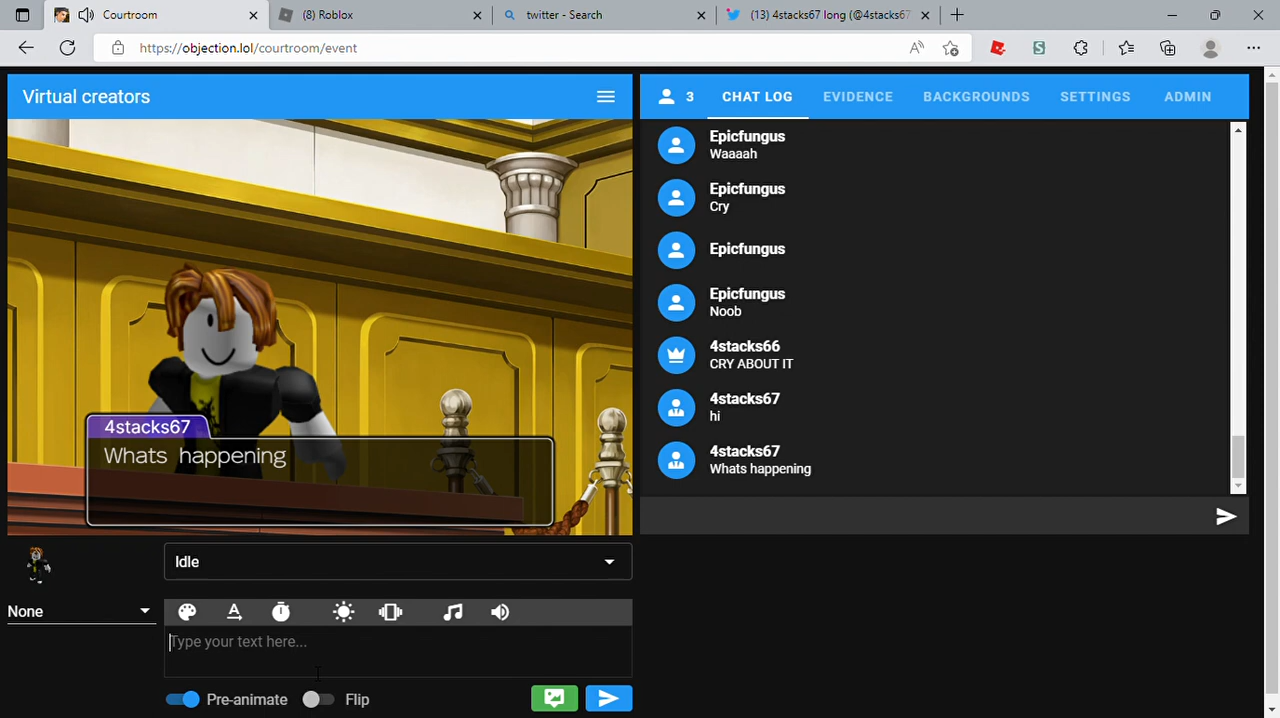 Courtroom
(8) Roblox
twitter - Search
(13) 4stacks67 long (@4stacks67
https://objection.lol/courtroom/event
Virtual creators
3
CHAT LOG
EVIDENCE
BACKGROUNDS
SETTINGS
ADMIN
Epicfungus
Waaaah
Epicfungus
Cry
Epicfungus
Epicfungus
Noob
4stacks66
CRY ABOUT IT
4stacks67
hi
4stacks67
Whats happening
4stacks67
Whats happening
Idle
None
Type your text here...
Pre-animate
Flip